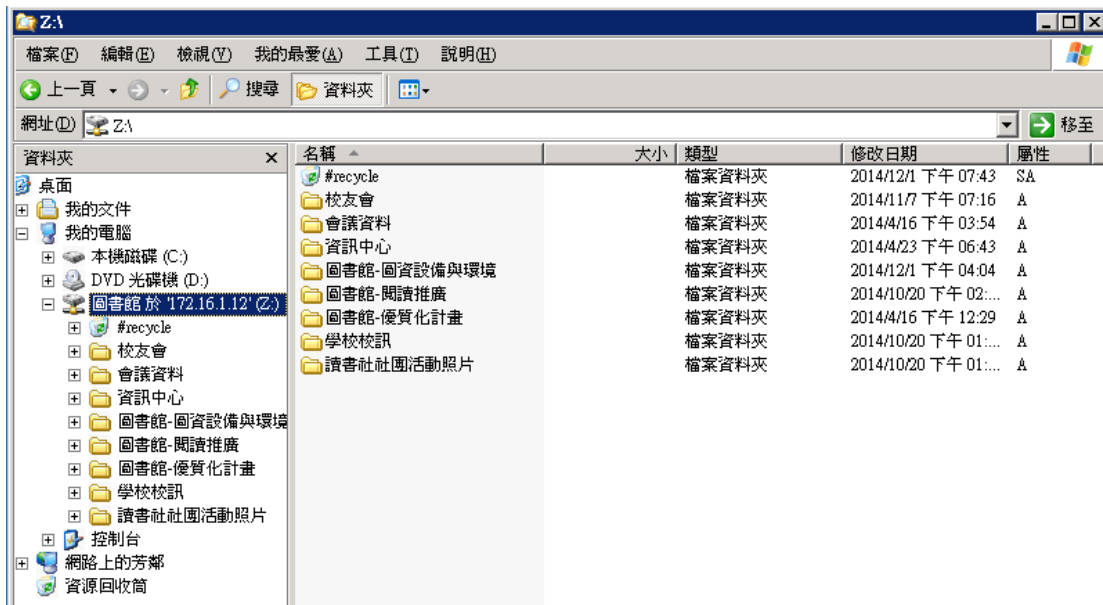 Z:\
檔案(F) 編輯(E) 檢視(V) 我的最愛(A) 工具(T) 說明(H)
上一頁 搜尋 資料夾
網址(D) Z:\ 移至
資料夾 x
桌面
我的文件
我的電腦
本機磁碟 (C:)
DVD 光碟機 (D:)
圖書館 於 '172.16.1.12' (Z:)
#recycle
校友會
會議資料
資訊中心
圖書館-圖資設備與環境
圖書館-閱讀推廣
圖書館-優質化計畫
學校校訊
讀書社社團活動照片
控制台
網路上的芳鄰
資源回收筒
名稱 大小 類型 修改日期 屬性
#recycle 檔案資料夾 2014/12/1 下午 07:43 SA
校友會 檔案資料夾 2014/11/7 下午 07:16 A
會議資料 檔案資料夾 2014/4/16 下午 03:54 A
資訊中心 檔案資料夾 2014/4/23 下午 06:43 A
圖書館-圖資設備與環境 檔案資料夾 2014/12/1 下午 04:04 A
圖書館-閱讀推廣 檔案資料夾 2014/10/20 下午 02:... A
圖書館-優質化計畫 檔案資料夾 2014/4/16 下午 12:29 A
學校校訊 檔案資料夾 2014/10/20 下午 01:... A
讀書社社團活動照片 檔案資料夾 2014/10/20 下午 01:... A